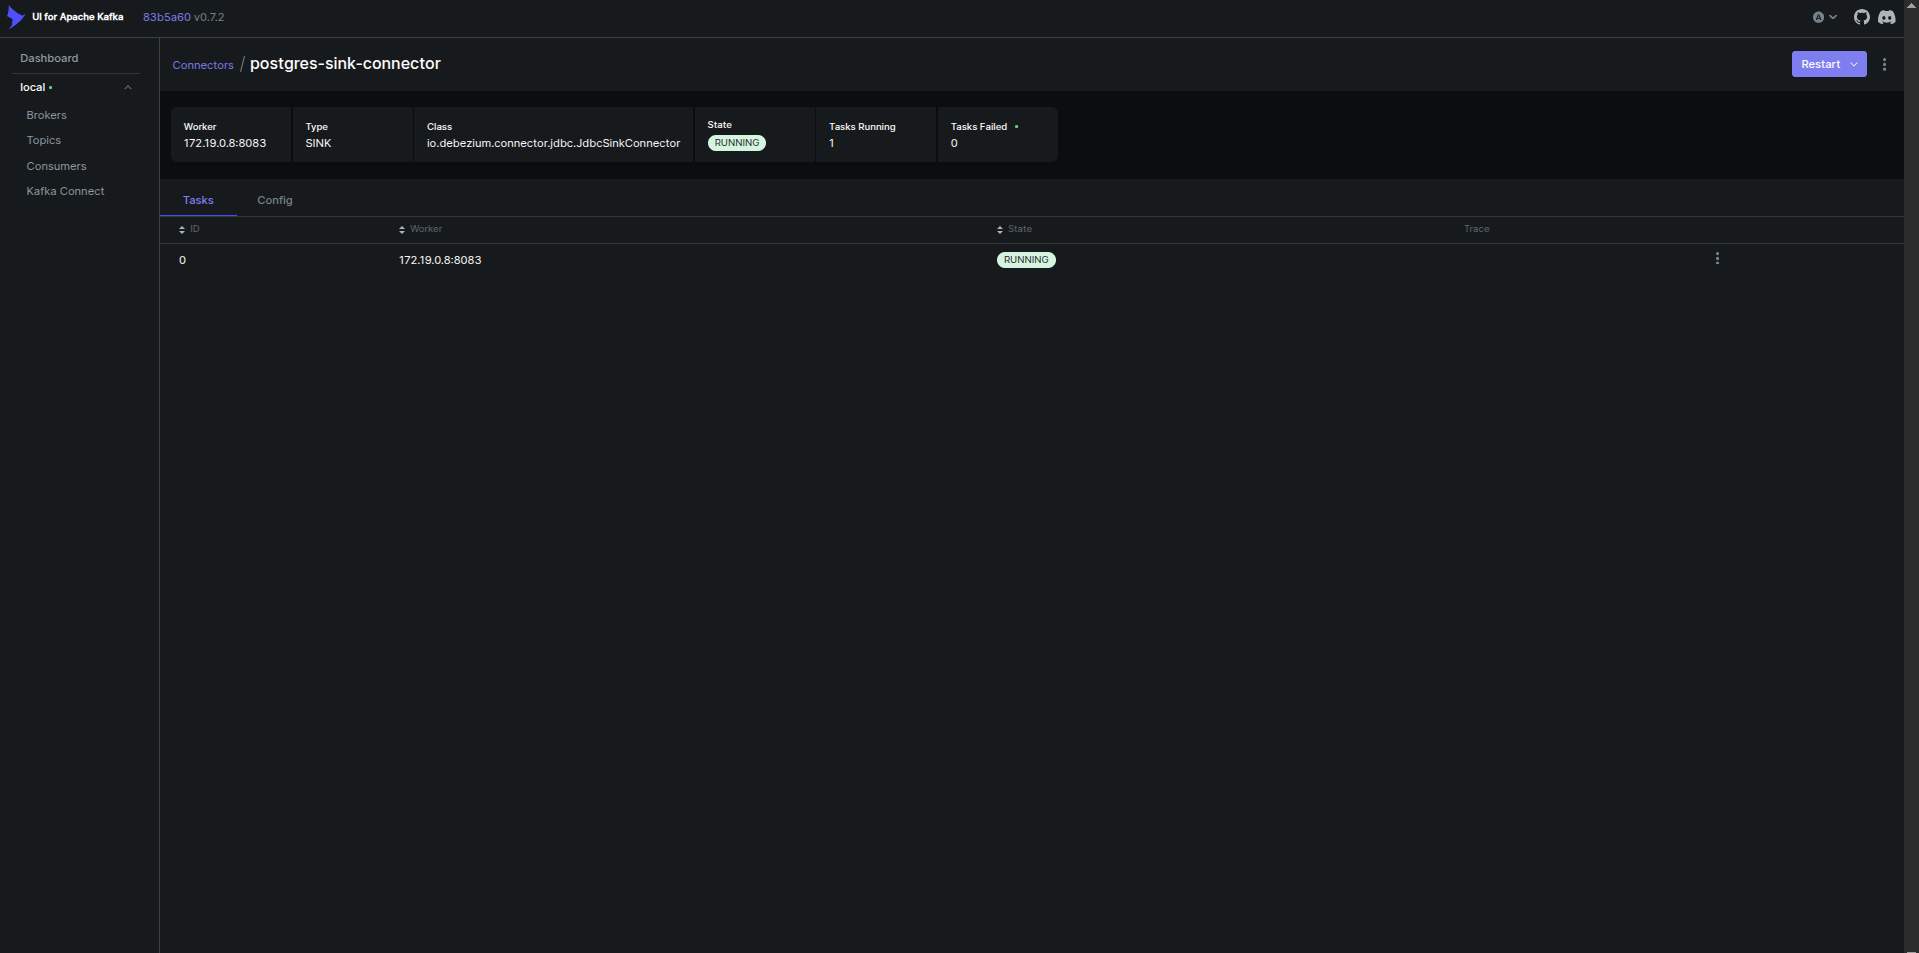 UI for Apache Kafka 83b5a60 v0.7.2
Dashboard
local
Brokers
Topics
Consumers
Kafka Connect
Connectors / postgres-sink-connector
Restart
Worker
172.19.0.8:8083
Type
SINK
Class
io.debezium.connector.jdbc.JdbcSinkConnector
State
RUNNING
Tasks Running
1
Tasks Failed
0
Tasks Config
ID Worker State Trace
0 172.19.0.8:8083 RUNNING